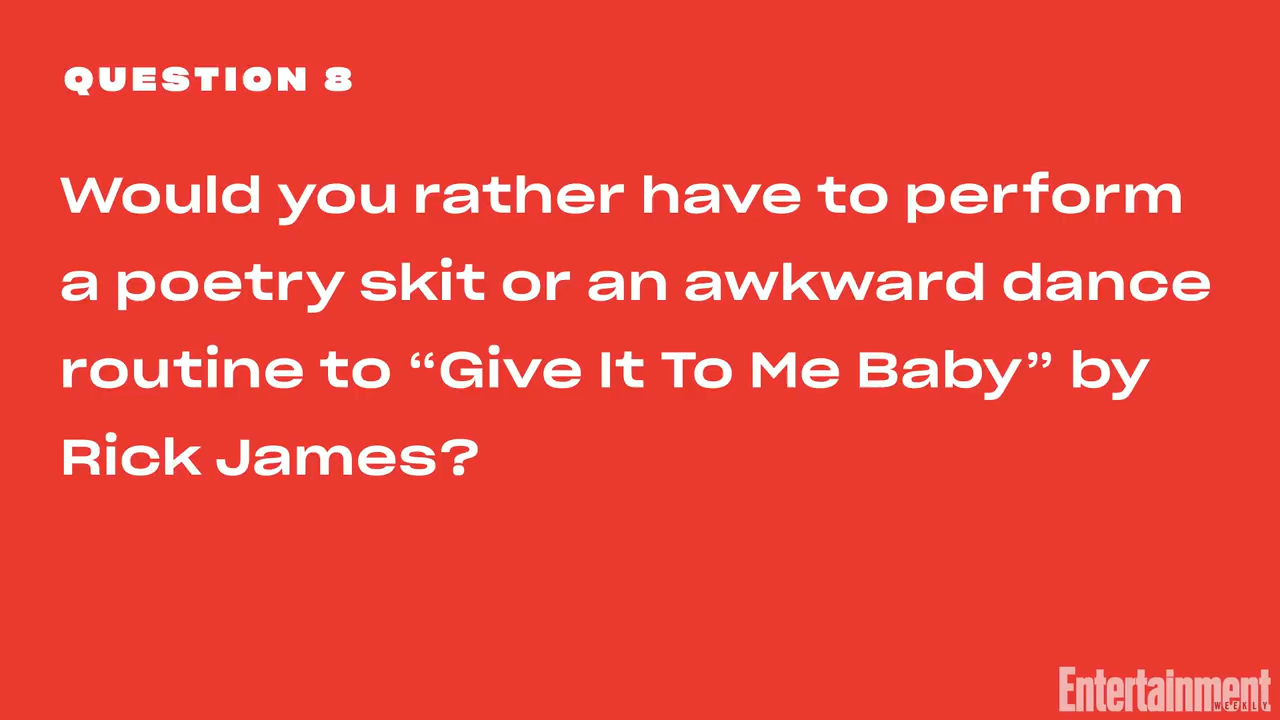 QUESTION 8
Would you rather have to perform
a poetry skit or an awkward dance
routine to “Give It To Me Baby” by
Rick James?
Entertainment
WEEKLY